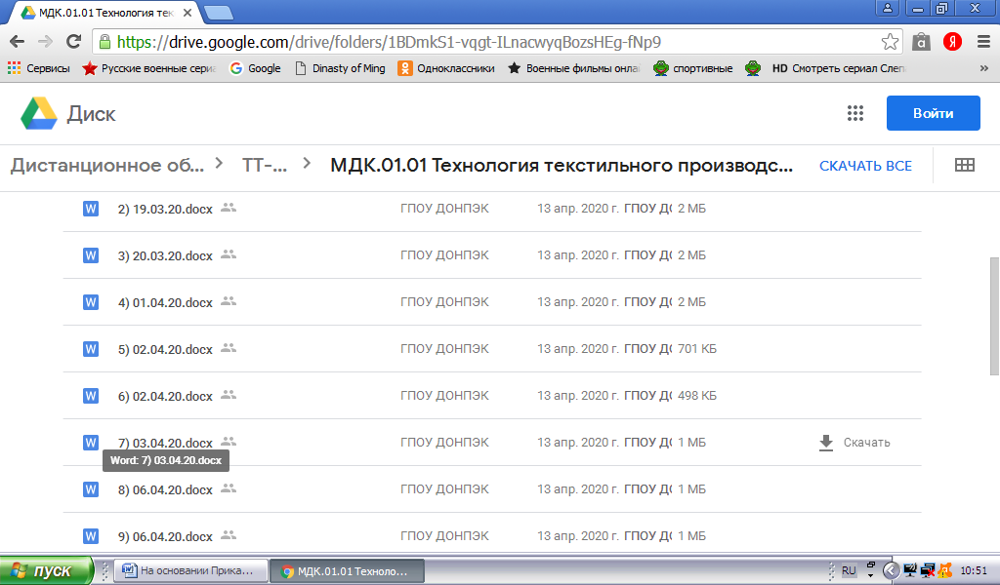 МДК.01.01 Технология тек
https://drive.google.com/drive/folders/1BDmkS1-vqgt-ILnacwyqBozsHEg-fNp9
Сервисы Русские военные сери Google Dinasty of Ming Одноклассники Военные фильмы онла спортивные HD Смотреть сериал Слеп »
Диск Войти
Дистанционное об... > ТТ-... > МДК.01.01 Технология текстильного производс... СКАЧАТЬ ВСЕ
2) 19.03.20.docx ГПОУ ДОНПЭК 13 апр. 2020 г. ГПОУ ДС 2 МБ
3) 20.03.20.docx ГПОУ ДОНПЭК 13 апр. 2020 г. ГПОУ ДС 2 МБ
4) 01.04.20.docx ГПОУ ДОНПЭК 13 апр. 2020 г. ГПОУ ДС 2 МБ
5) 02.04.20.docx ГПОУ ДОНПЭК 13 апр. 2020 г. ГПОУ ДС 701 КБ
6) 02.04.20.docx ГПОУ ДОНПЭК 13 апр. 2020 г. ГПОУ ДС 498 КБ
7) 03.04.20.docx ГПОУ ДОНПЭК 13 апр. 2020 г. ГПОУ ДС 1 МБ Скачать
Word: 7) 03.04.20.docx
8) 06.04.20.docx ГПОУ ДОНПЭК 13 апр. 2020 г. ГПОУ ДС 1 МБ
9) 06.04.20.docx ГПОУ ДОНПЭК 13 апр. 2020 г. ГПОУ ДС 1 МБ
пуск На основании Прика... МДК.01.01 Техноло... RU 10:51